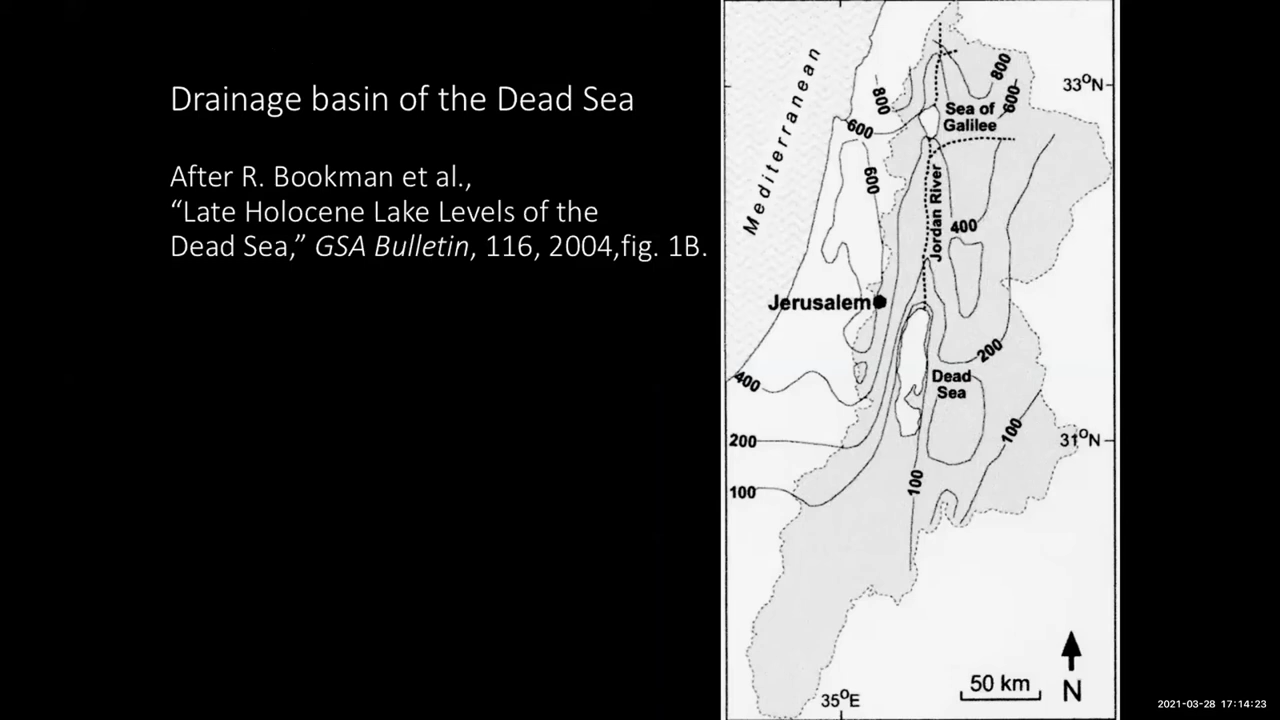 Drainage basin of the Dead Sea
After R. Bookman et al.,
“Late Holocene Lake Levels of the
Dead Sea,” GSA Bulletin, 116, 2004,fig. 1B.
Mediterranean
800
800
33°N
600
Sea of
Galilee
600
600
Jordan River
400
Jerusalem
200
Dead
Sea
400
100
31°N
200
100
100
50 km
N
35°E
2021-03-28 17:14:23